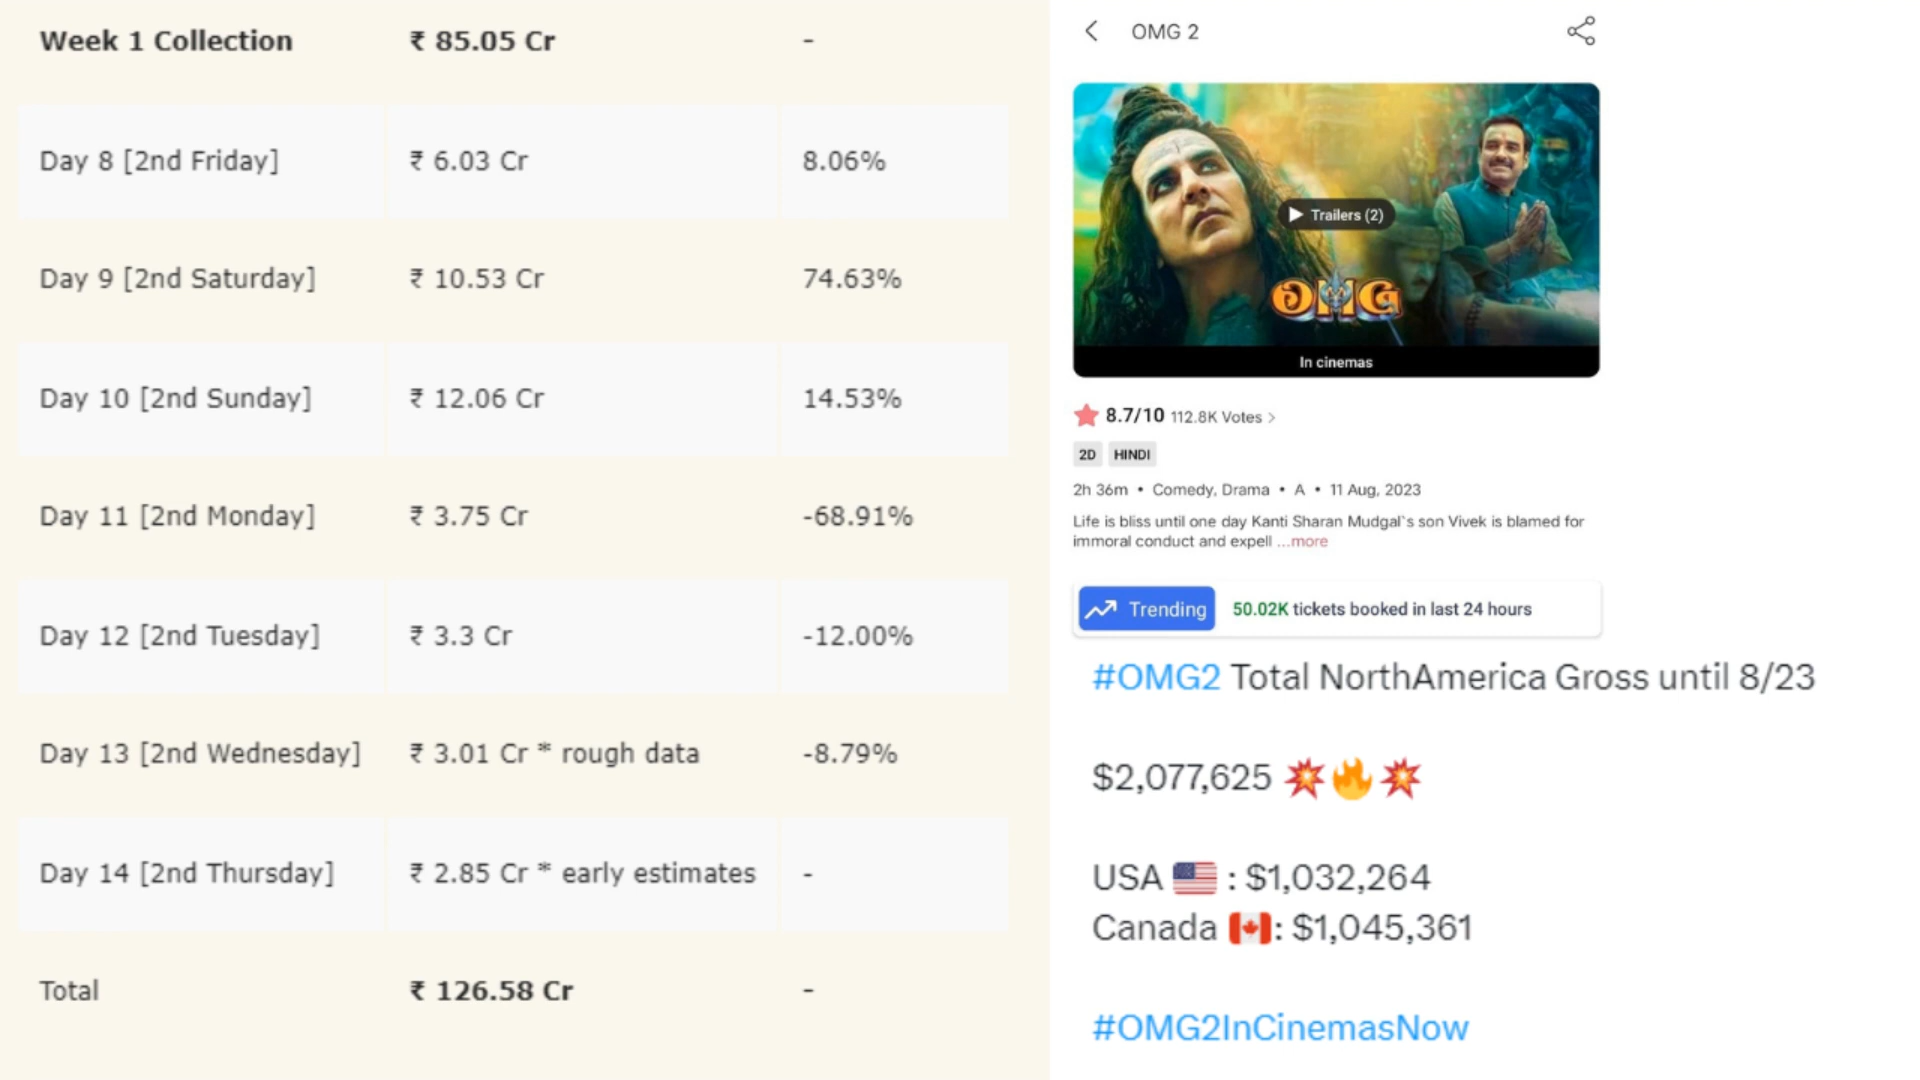 Week 1 Collection ₹ 85.05 Cr -
Day 8 [2nd Friday] ₹ 6.03 Cr 8.06%
Day 9 [2nd Saturday] ₹ 10.53 Cr 74.63%
Day 10 [2nd Sunday] ₹ 12.06 Cr 14.53%
Day 11 [2nd Monday] ₹ 3.75 Cr -68.91%
Day 12 [2nd Tuesday] ₹ 3.3 Cr -12.00%
Day 13 [2nd Wednesday] ₹ 3.01 Cr * rough data -8.79%
Day 14 [2nd Thursday] ₹ 2.85 Cr * early estimates -
Total ₹ 126.58 Cr -
OMG 2
Trailers (2)
OMG
In cinemas
8.7/10 112.8K Votes >
2D HINDI
2h 36m • Comedy, Drama • A • 11 Aug, 2023
Life is bliss until one day Kanti Sharan Mudgal`s son Vivek is blamed for
immoral conduct and expell ...more
Trending 50.02K tickets booked in last 24 hours
#OMG2 Total NorthAmerica Gross until 8/23
$2,077,625 💥🔥💥
USA 🇺🇸 : $1,032,264
Canada 🇨🇦: $1,045,361
#OMG2InCinemasNow